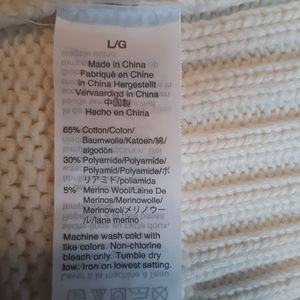 L/G
Made in China
Fabriqué en Chine
in China Hergestellt
Vervaardigd in China
中国製
Hecho en China
65% Cotton/Coton/
Baumwolle/Katoen/綿/
algodón
30% Polyamide/Polyamide/
Polyamid/Polyamide/ポ
リアミド/poliamida
5% Merino Wool/Laine De
Merinos/Merinowolle/
Merinowol/メリノウー
ル/lana merino
Machine wash cold with
like colors. Non-chlorine
bleach only. Tumble dry
low. Iron on lowest setting.